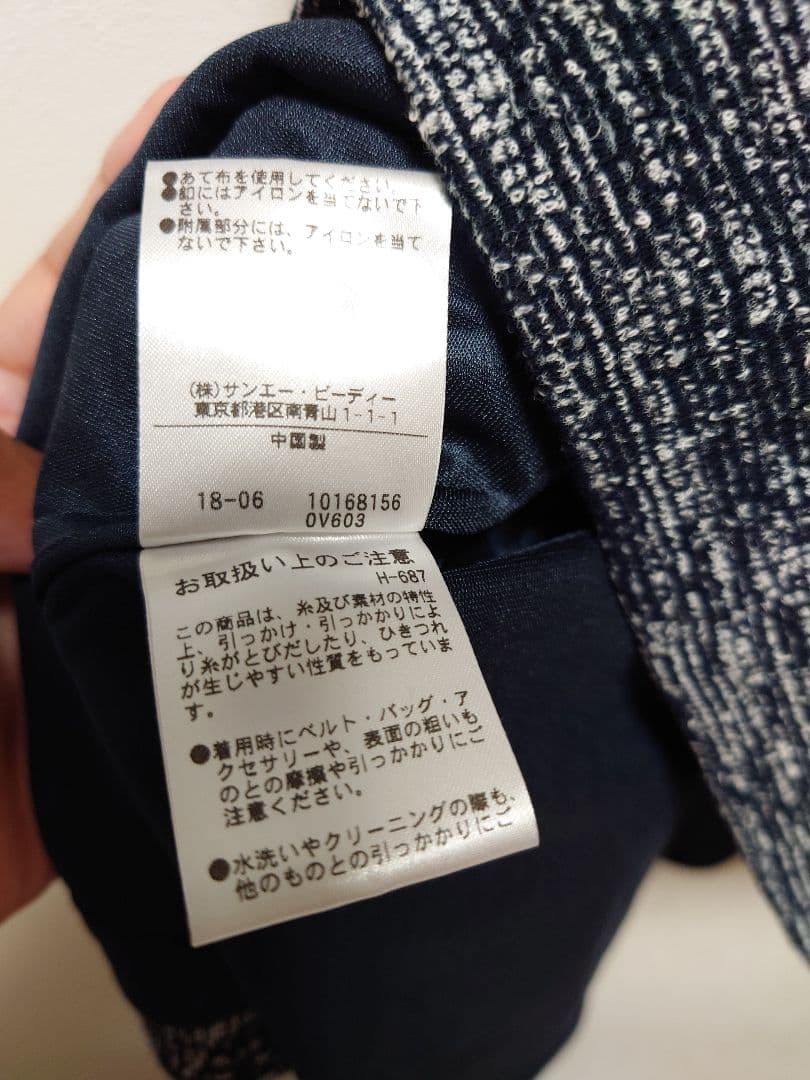 ●あて布を使用してください。
●釦にはアイロンを当てないで下
さい。
●附属部分には、アイロンを当て
ないで下さい。
(株)サンエー・ビーディー
東京都港区南青山1-1-1
中国製
18-06 10168156
0V603
お取扱い上のご注意
H-687
この商品は、糸及び素材の特性
上、引っかけ・引っかかりによ
り糸がとびだしたり、ひきつれ
が生じやすい性質をもっていま
す。
●着用時にベルト・バッグ・ア
クセサリーや、表面の粗いも
のとの摩擦や引っかかりにご
注意ください。
●水洗いやクリーニングの際も、
他のものとの引っかかりにご